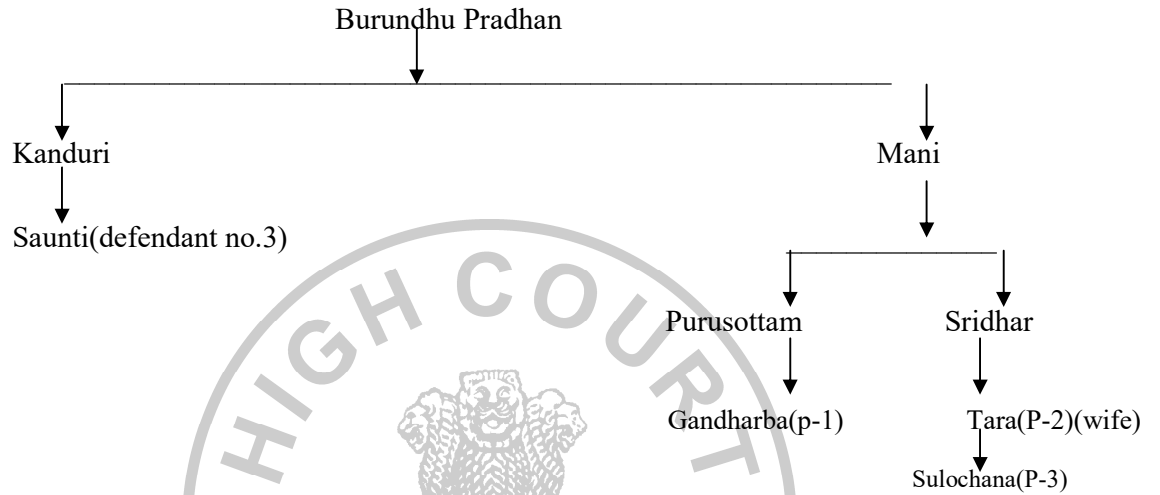 Burundhu Pradhan
Kanduri Mani
Saunti(defendant no.3)
Purusottam Sridhar
Gandharba(p-1) Tara(P-2)(wife)
Sulochana(P-3)
HIGH COURT